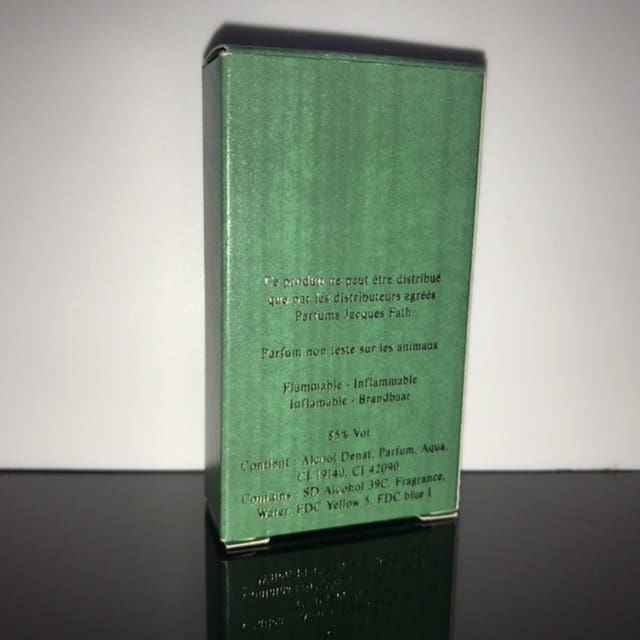 Ce produit ne peut être distribué
que par les distributeurs agréés
Parfums Jacques Fath
Parfum non testé sur les animaux
Flammable - Inflammable
Inflamable - Brandbaar
85% Vol
Contient : Alcool Denat, Parfum, Aqua,
CI 19140, CI 42090
Contains : SD Alcohol 39C, Fragrance,
Water, FDC Yellow 5, FDC blue 1